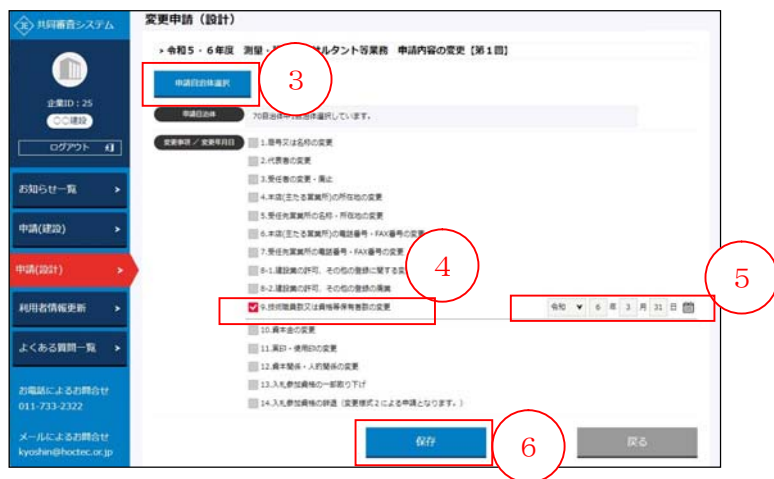 共同審査システム
企業ID：25
〇〇建設
ログアウト
お知らせ一覧 >
申請(建設) >
申請(設計) >
利用者情報更新 >
よくある質問一覧 >
お電話によるお問合せ
011-733-2322
メールによるお問合せ
kyoshin@hoctec.or.jp
変更申請（設計）
>令和5・6年度 測量・ サルタント等業務 申請内容の変更【第1回】
申請自治体選択
③
申請自治体
70自治体中 自治体選択しています。
変更事項 / 変更年月日
1.商号又は名称の変更
2.代表者の変更
3.受任者の変更・廃止
4.本店(主たる営業所)の所在地の変更
5.受任先営業所の名称・所在地の変更
6.本店(主たる営業所)の電話番号・FAX番号の変更
7.受任先営業所の電話番号・FAX番号の変更
8-1.建設業の許可、その他の登録に関する変
8-2.建設業の許可、その他の登録の廃業
④
9.技術職員数又は資格等保有者数の変更
令和 ▼ 6 年 3 月 31 日
⑤
10.資本金の変更
11.実印・使用印の変更
12.資本関係・人的関係の変更
13.入札参加資格の一部取り下げ
14.入札参加資格の辞退（変更様式2による申請となります。）
保存
⑥
戻る